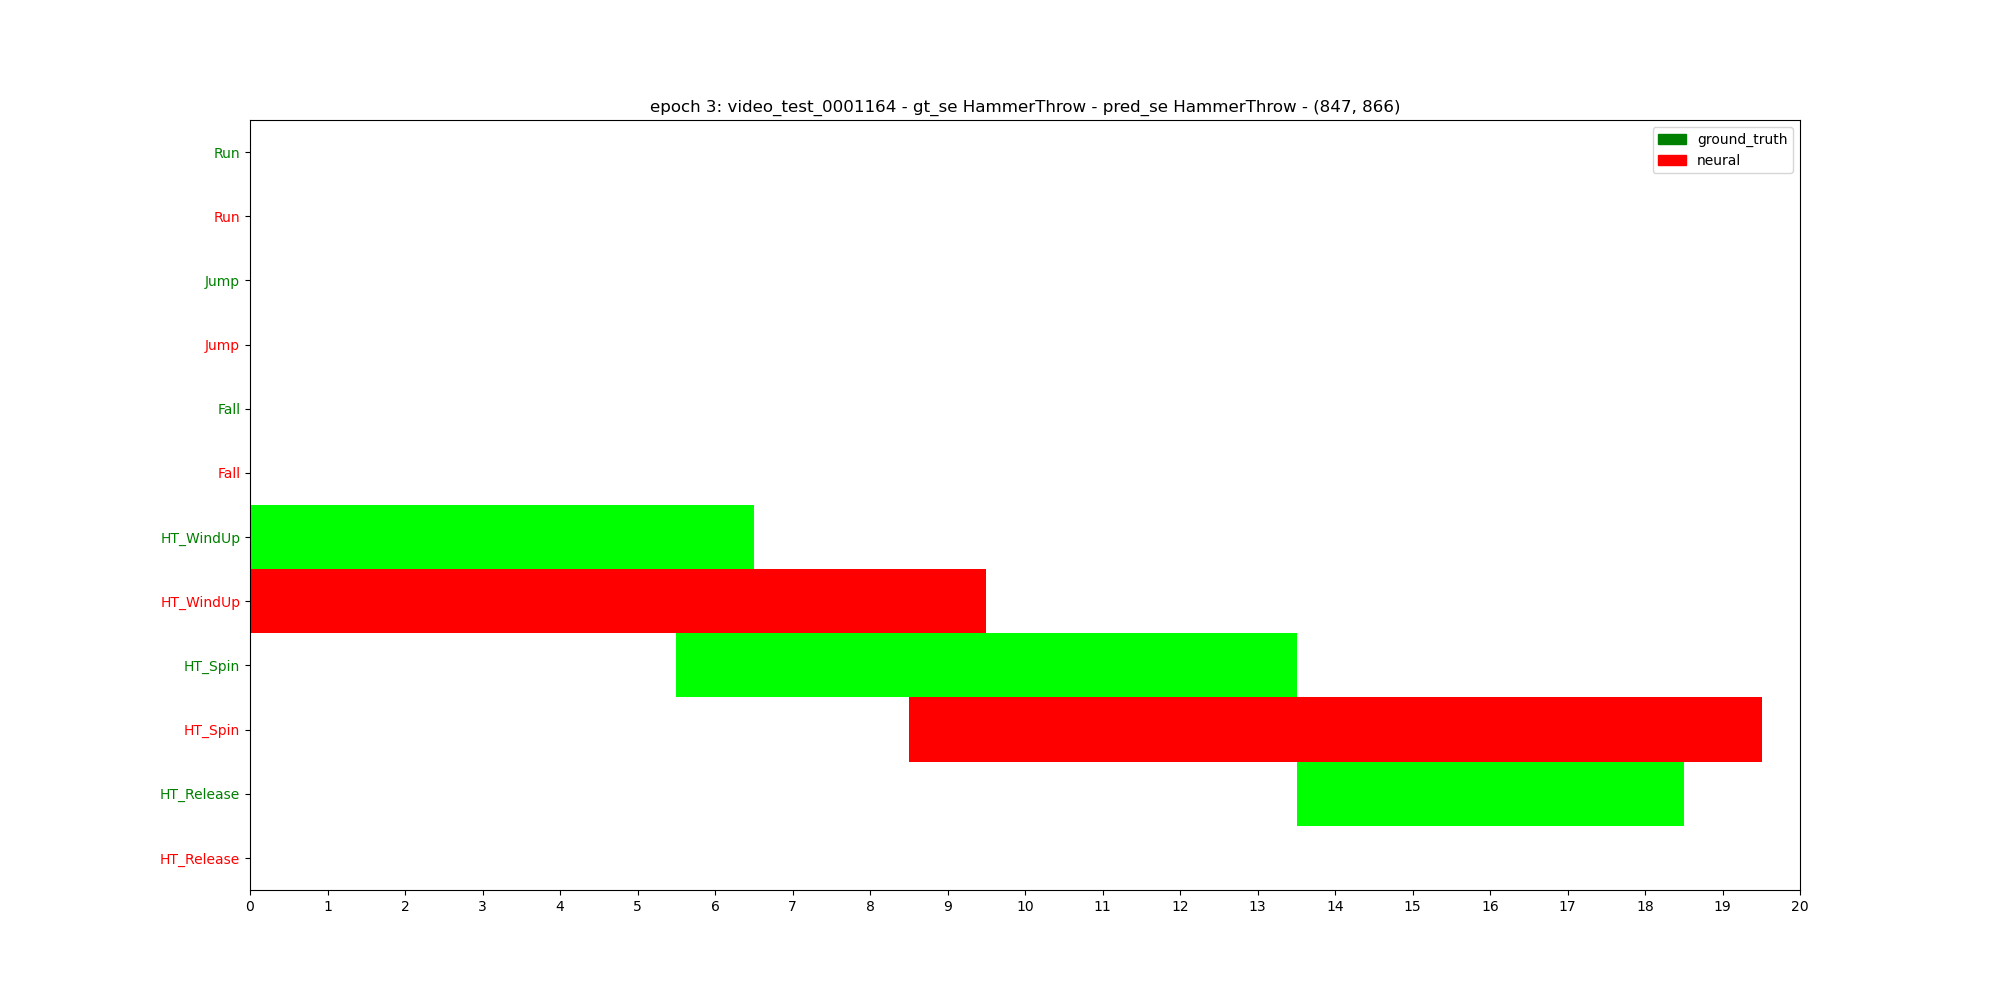 epoch 3: video_test_0001164 - gt_se HammerThrow - pred_se HammerThrow - (847, 866)
ground_truth
neural
Run
Run
Jump
Jump
Fall
Fall
HT_WindUp
HT_WindUp
HT_Spin
HT_Spin
HT_Release
HT_Release
0 1 2 3 4 5 6 7 8 9 10 11 12 13 14 15 16 17 18 19 20